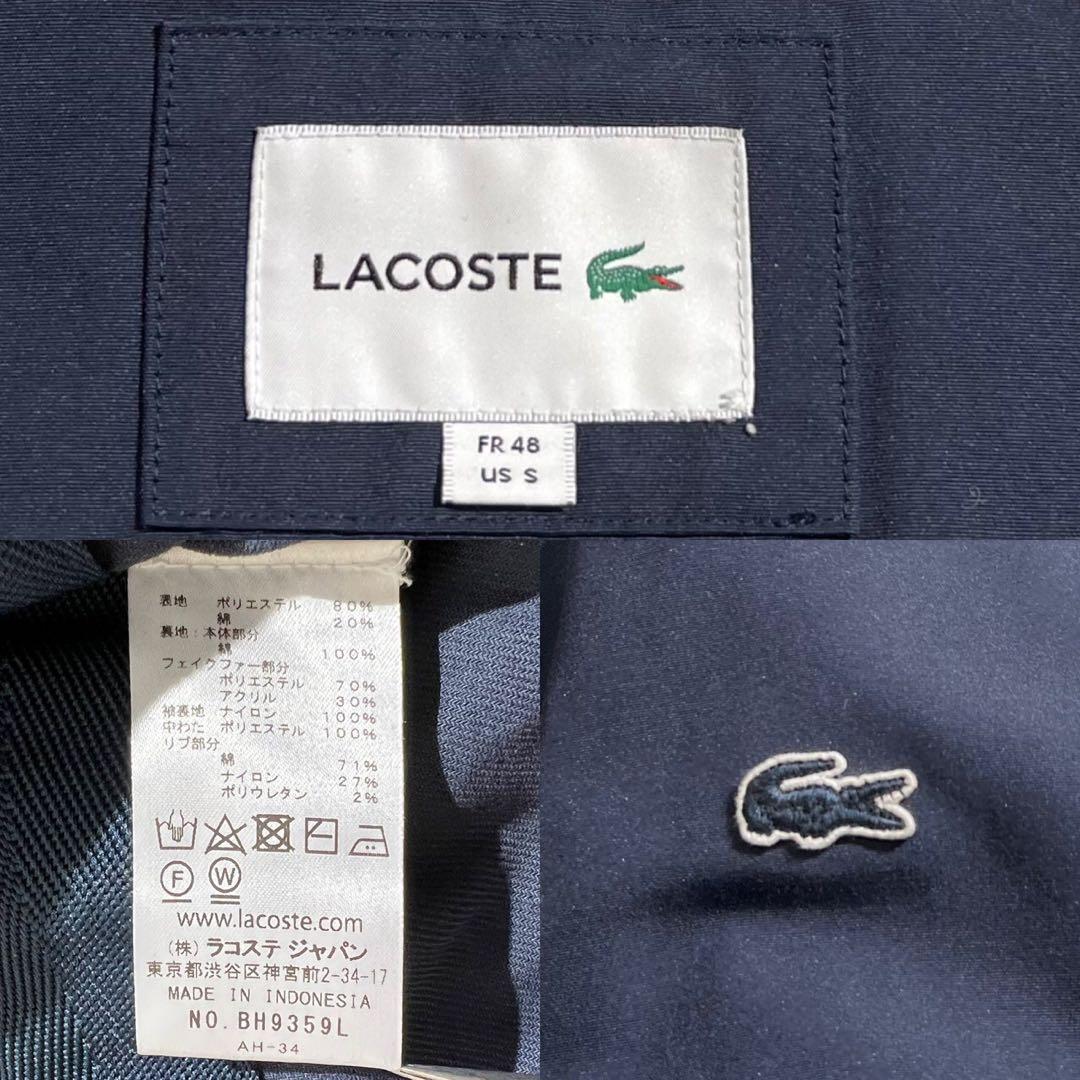 LACOSTE
FR 48
US S
表地 ポリエステル 80%
綿 20%
裏地:本体部分
綿 100%
フェイクファー部分
ポリエステル 70%
アクリル 30%
袖裏地 ナイロン 100%
中わた ポリエステル 100%
リブ部分
綿 71%
ナイロン 27%
ポリウレタン 2%
F W
www.lacoste.com
(株) ラコステ ジャパン
東京都渋谷区神宮前2-34-17
MADE IN INDONESIA
NO. BH9359L
AH-34